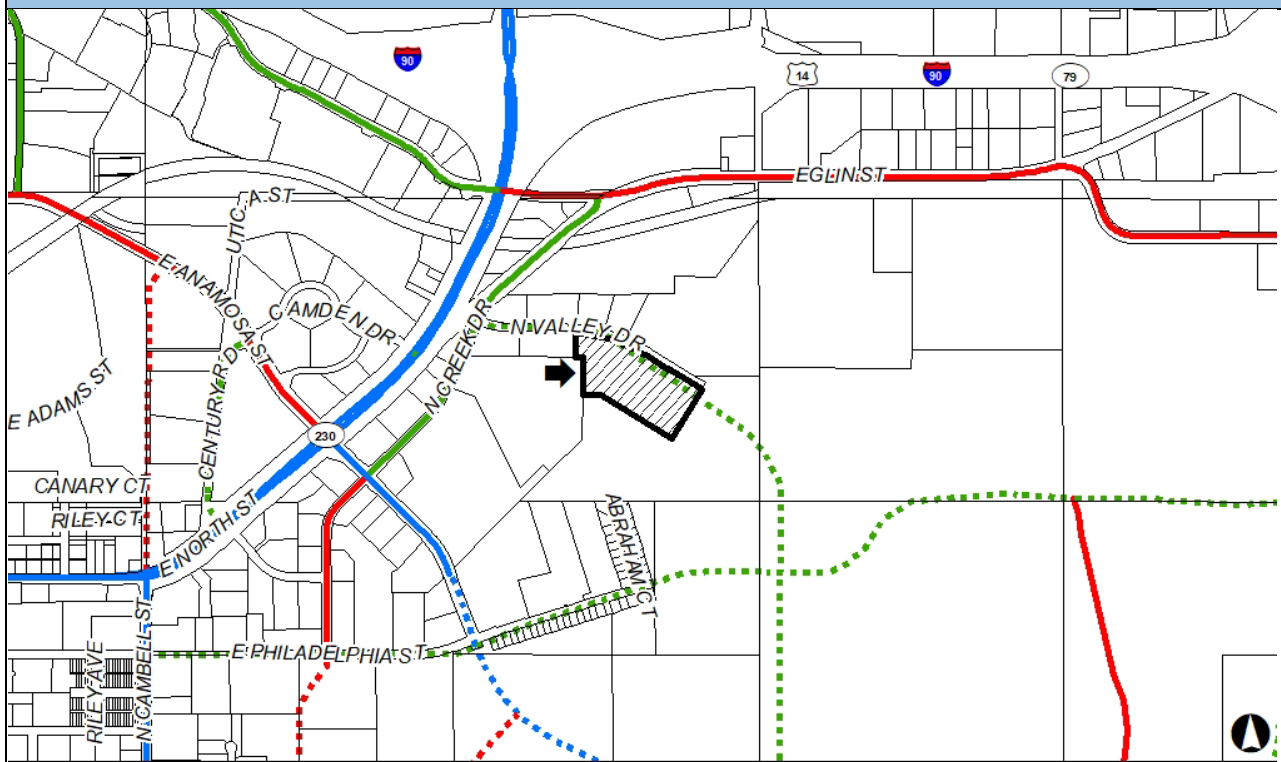 90
14
90
79
EGLIN ST
UTICA ST
E ANAMOSA ST
CAMDEN DR
N VALLEY DR
N CREEK DR
CENTURY RD
E ADAMS ST
230
CANARY CT
RILEY CT
E NORTH ST
ABRAHAM CT
E PHILADELPHIA ST
N CAMBELL ST
RILEY AVE